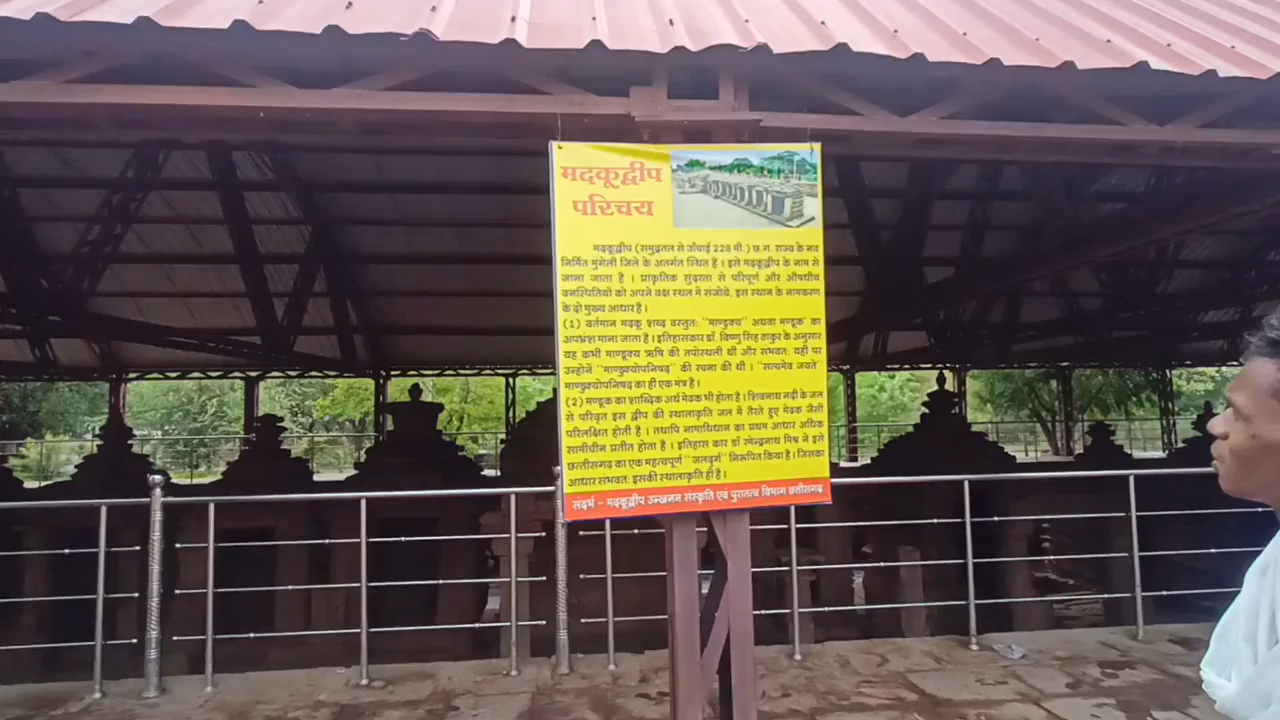 मदकूद्वीप
परिचय
मदकूद्वीप (समुद्रतल से ऊँचाई 228 मी.) छ.ग. राज्य के नव
निर्मित मुंगेली जिले के अंतर्गत स्थित है। इसे मदकूद्वीप के नाम से
जाना जाता है । प्राकृतिक सुंदरता से परिपूर्ण और औषधीय
वनस्पितियो को अपने वक्ष स्थल में सजोये, इस स्थान के नामकरण
के दो मुख्य आधार है।
(1) वर्तमान मदकू शब्द वस्तुतः "माण्डुक्य" अथवा मण्डूक का
अपभ्रंश माना जाता है। इतिहासकार डॉ. विष्णु सिंह ठाकुर के अनुसार
यह कभी माण्डूक्य ऋषि की तपोस्थली थी और संभवतः यही पर
उन्होनें "माण्डुक्योपनिषद्" की रचना की थी । "सत्यमेव जयते"
माण्डुक्योपनिषद का ही एक मंत्र है।
(2) मण्डूक का शाब्दिक अर्थ मेढक भी होता है। शिवनाथ नदी के जल
से परिवृत इस द्वीप की स्थालाकृति जल में तैरते हुए मेढक जैसी
परिलक्षित होती है । तथापि नामाधिधान का प्रथम आधार अधिक
सामीचीन प्रतीत होता है । इतिहास कार डॉ रमेन्द्रनाथ मिश्र ने इसे
छत्तीसगढ़ का एक महत्वपूर्ण "जलदुर्ग" निरूपित किया है। जिसका
आधार संभवतः इसकी स्थालाकृति ही है।
संदर्भ – मदकूद्वीप उत्खनन संस्कृति एवं पुरातत्व विभाग छत्तीसगढ़